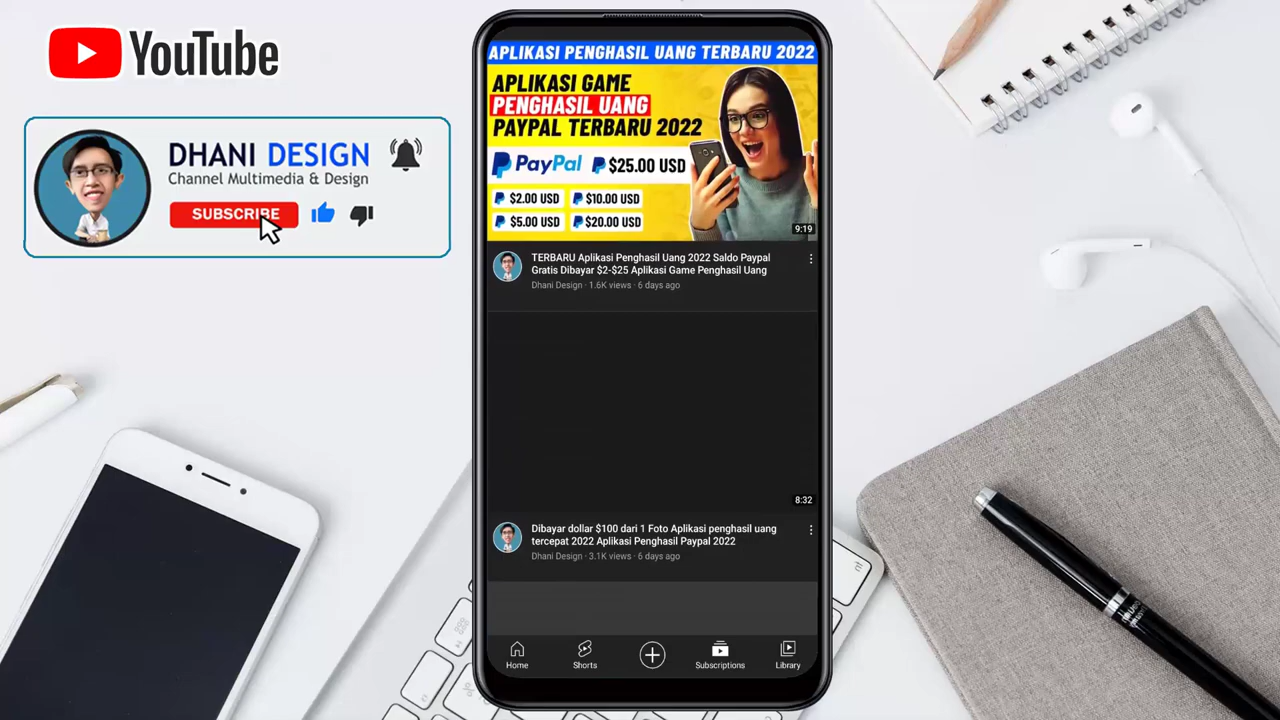 YouTube
DHANI DESIGN
Channel Multimedia & Design
SUBSCRIBE
APLIKASI PENGHASIL UANG TERBARU 2022
APLIKASI GAME
PENGHASIL UANG
PAYPAL TERBARU 2022
PayPal $25.00 USD
$2.00 USD $10.00 USD
$5.00 USD $20.00 USD
9:19
TERBARU Aplikasi Penghasil Uang 2022 Saldo Paypal
Gratis Dibayar $2-$25 Aplikasi Game Penghasil Uang
Dhani Design · 1.6K views · 6 days ago
8:32
Dibayar dollar $100 dari 1 Foto Aplikasi penghasil uang
tercepat 2022 Aplikasi Penghasil Paypal 2022
Dhani Design · 3.1K views · 6 days ago
Home Shorts Subscriptions Library